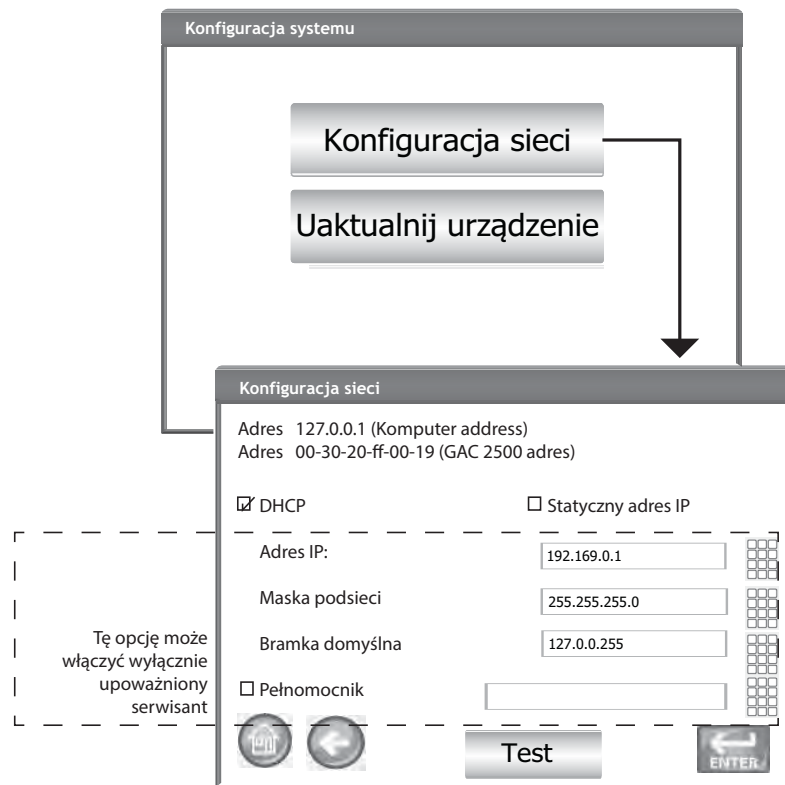 Konfiguracja systemu
Konfiguracja sieci
Uaktualnij urządzenie
Konfiguracja sieci
Adres 127.0.0.1 (Komputer address)
Adres 00-30-20-ff-00-19 (GAC 2500 adres)
DHCP
Statyczny adres IP
Adres IP:
192.169.0.1
Maska podsieci
255.255.255.0
Bramka domyślna
127.0.0.255
Pełnomocnik
Tę opcję może
włączyć wyłącznie
upoważniony
serwisant
Test
ENTER